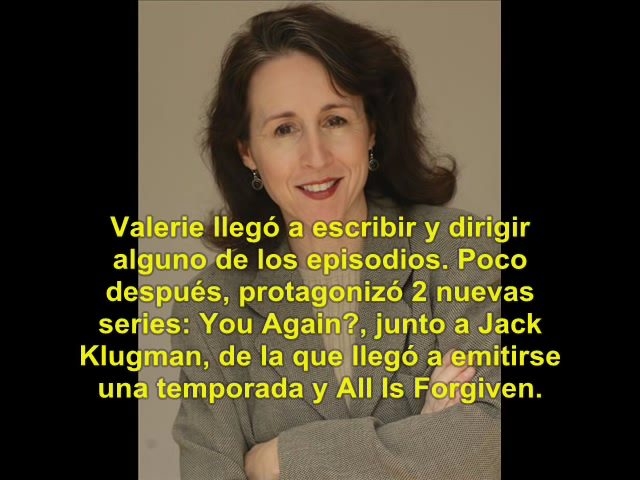 Valerie llegó a escribir y dirigir
alguno de los episodios. Poco
después, protagonizó 2 nuevas
series: You Again?, junto a Jack
Klugman, de la que llegó a emitirse
una temporada y All Is Forgiven.